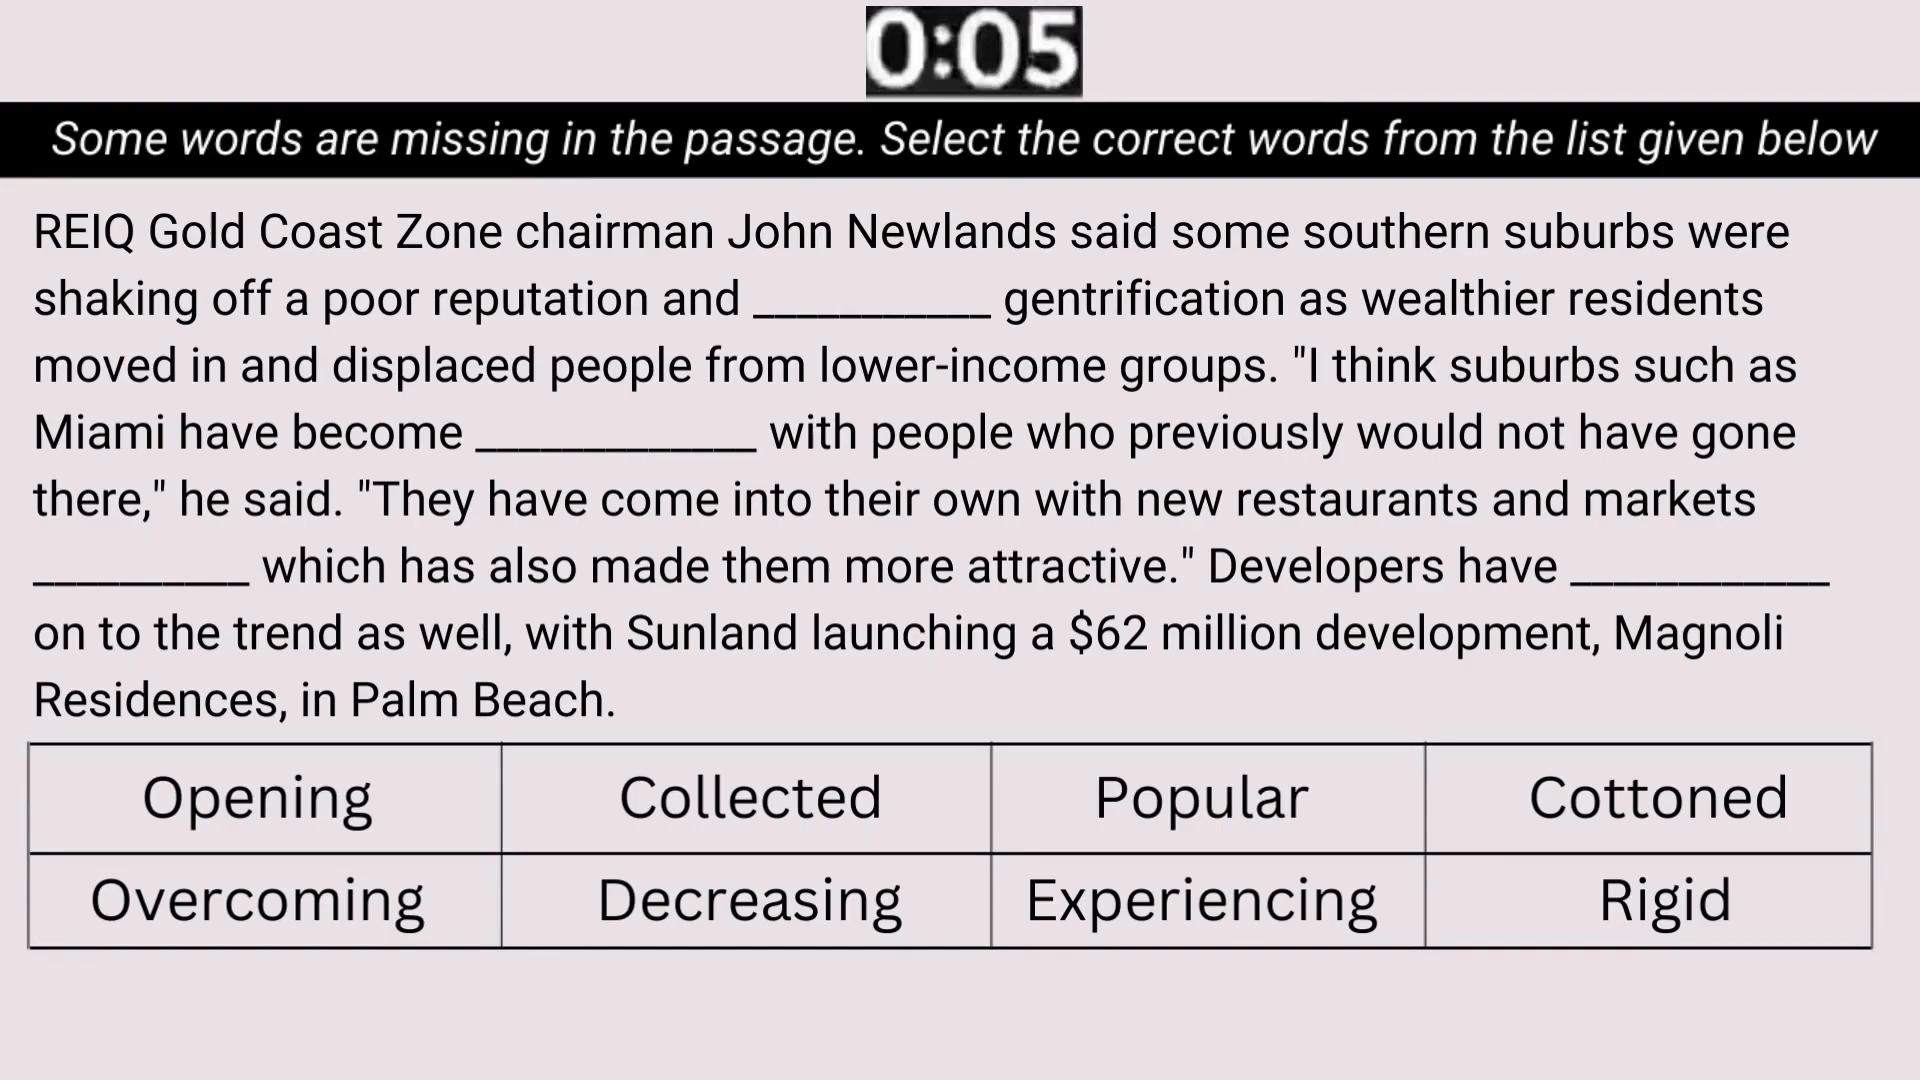 0:05
Some words are missing in the passage. Select the correct words from the list given below
REIQ Gold Coast Zone chairman John Newlands said some southern suburbs were
shaking off a poor reputation and ___________ gentrification as wealthier residents
moved in and displaced people from lower-income groups. "I think suburbs such as
Miami have become _____________ with people who previously would not have gone
there," he said. "They have come into their own with new restaurants and markets
__________ which has also made them more attractive." Developers have ____________
on to the trend as well, with Sunland launching a $62 million development, Magnoli
Residences, in Palm Beach.
Opening Collected Popular Cottoned
Overcoming Decreasing Experiencing Rigid